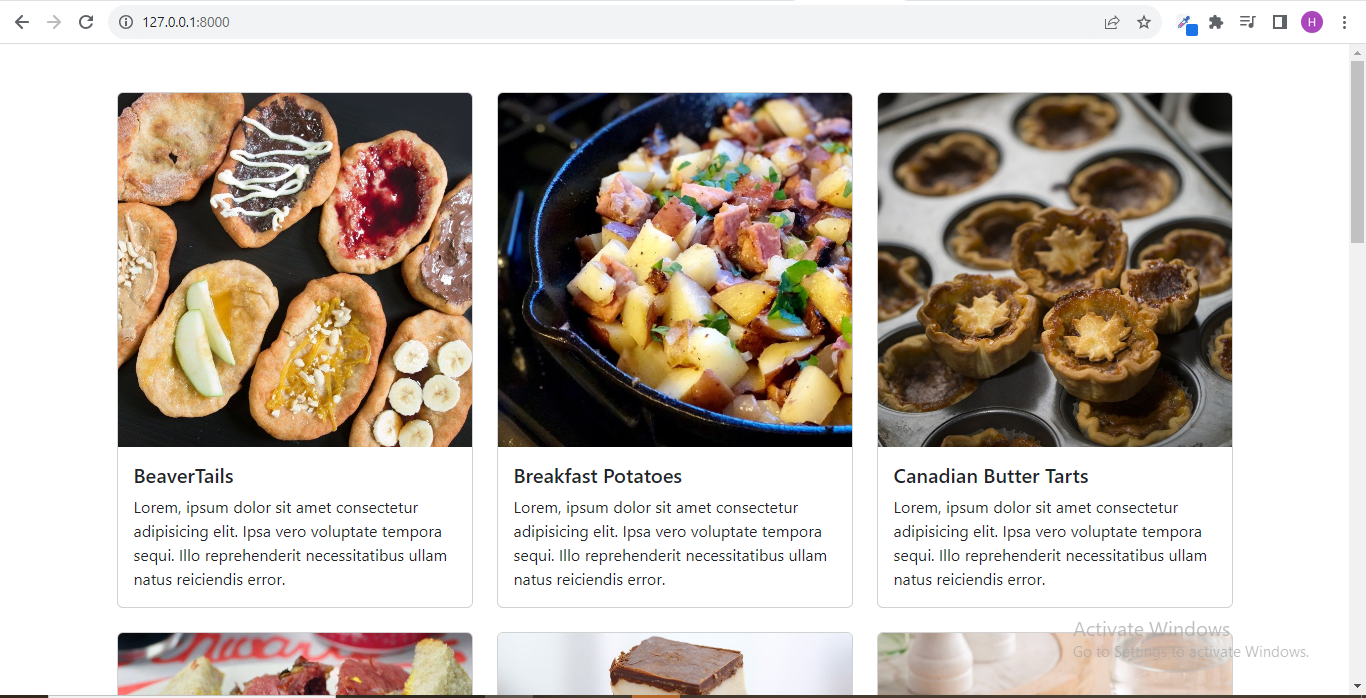 127.0.0.1:8000
H
BeaverTails
Lorem, ipsum dolor sit amet consectetur
adipisicing elit. Ipsa vero voluptate tempora
sequi. Illo reprehenderit necessitatibus ullam
natus reiciendis error.
Breakfast Potatoes
Lorem, ipsum dolor sit amet consectetur
adipisicing elit. Ipsa vero voluptate tempora
sequi. Illo reprehenderit necessitatibus ullam
natus reiciendis error.
Canadian Butter Tarts
Lorem, ipsum dolor sit amet consectetur
adipisicing elit. Ipsa vero voluptate tempora
sequi. Illo reprehenderit necessitatibus ullam
natus reiciendis error.
Activate Windows
Go to Settings to activate Windows.